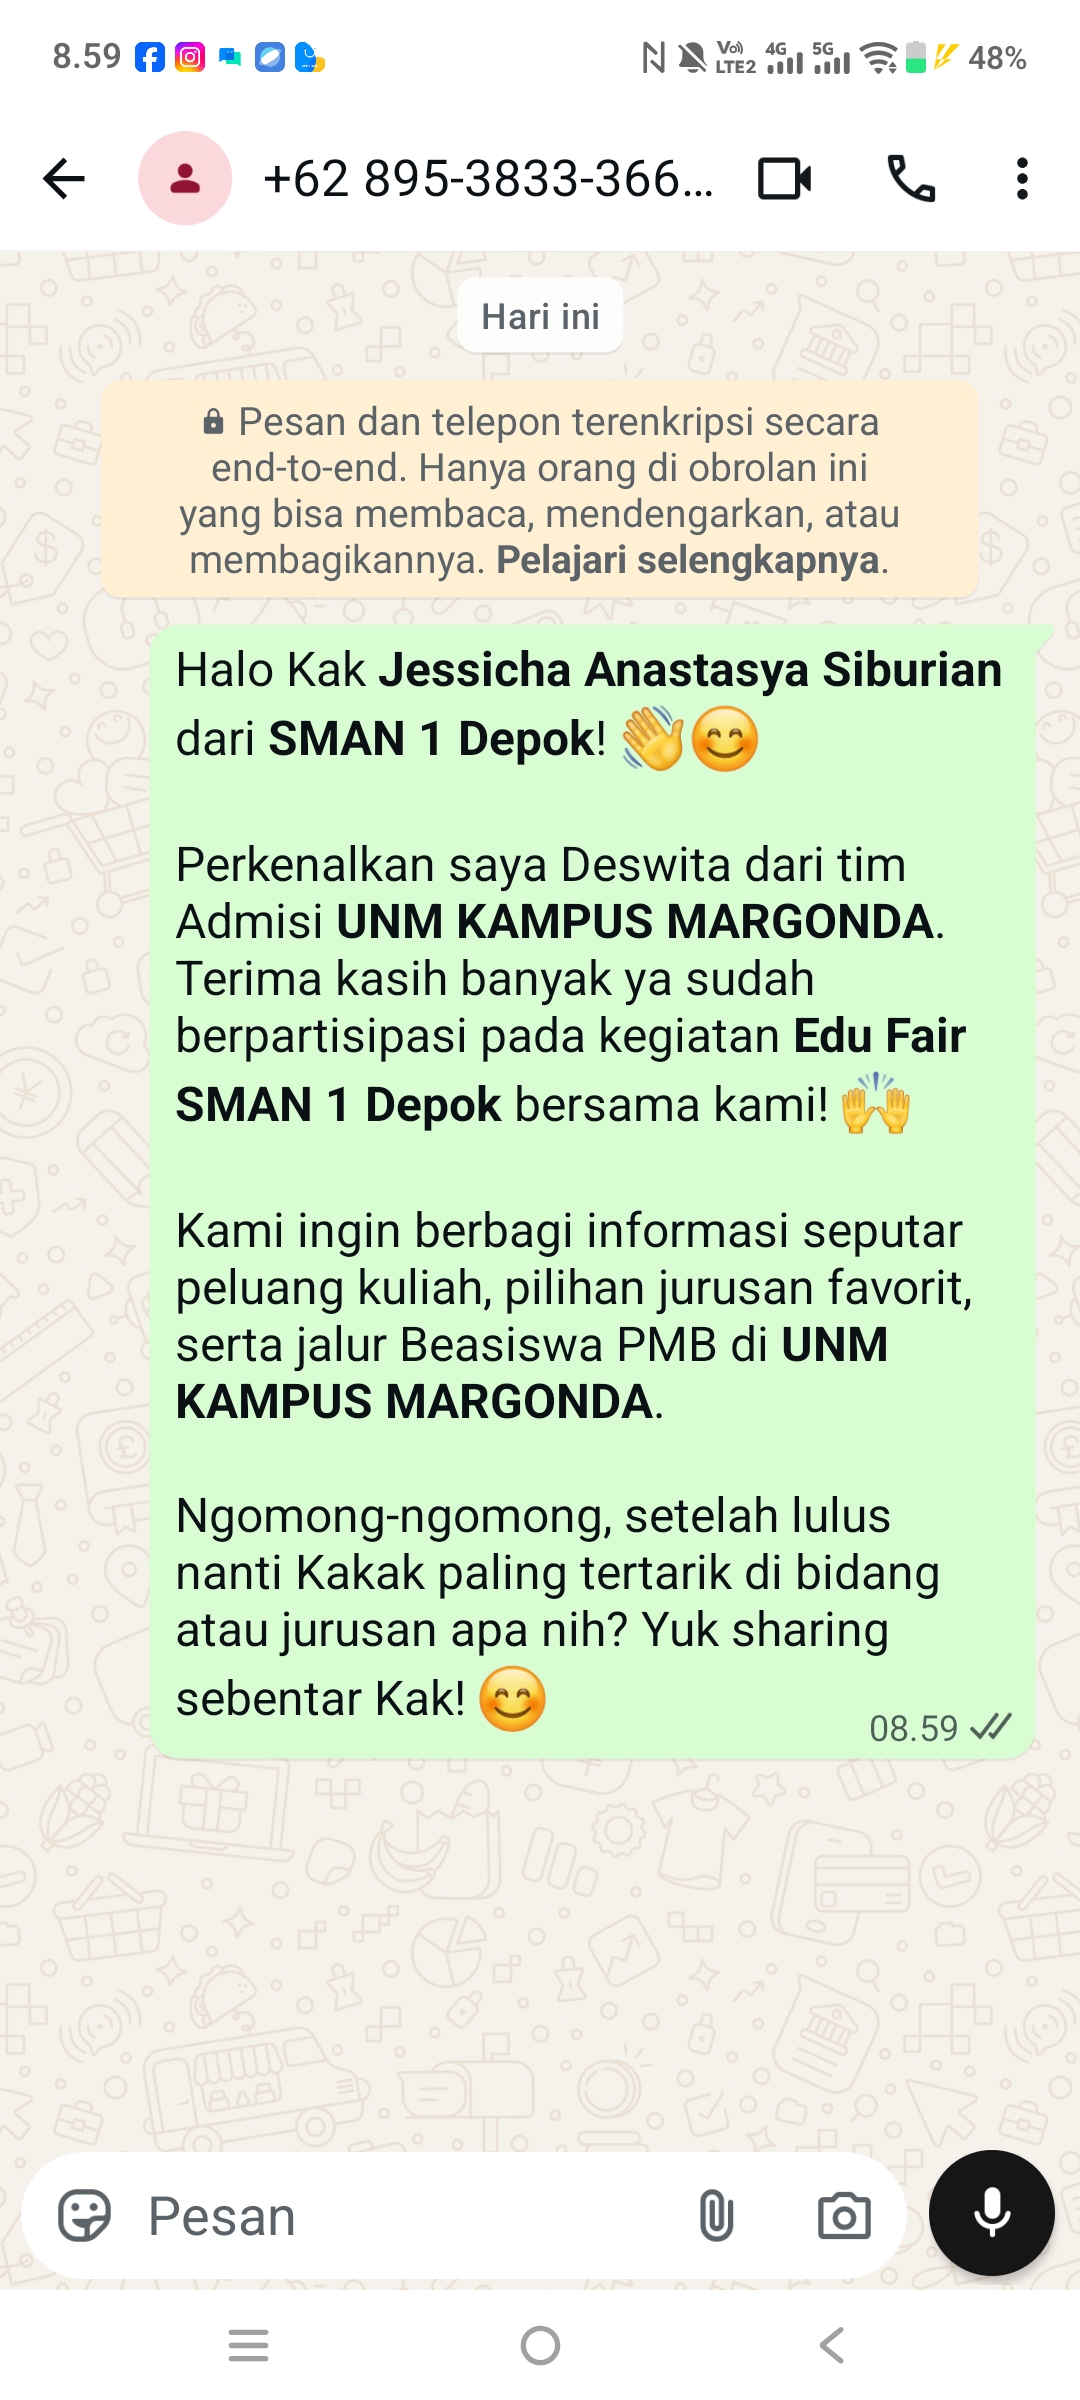 8.59
Vo)
LTE2
4G
5G
48%
+62 895-3833-366...
Hari ini
Pesan dan telepon terenkripsi secara
end-to-end. Hanya orang di obrolan ini
yang bisa membaca, mendengarkan, atau
membagikannya. Pelajari selengkapnya.
Halo Kak Jessicha Anastasya Siburian
dari SMAN 1 Depok! 👋😊
Perkenalkan saya Deswita dari tim
Admisi UNM KAMPUS MARGONDA.
Terima kasih banyak ya sudah
berpartisipasi pada kegiatan Edu Fair
SMAN 1 Depok bersama kami! 🙌
Kami ingin berbagi informasi seputar
peluang kuliah, pilihan jurusan favorit,
serta jalur Beasiswa PMB di UNM
KAMPUS MARGONDA.
Ngomong-ngomong, setelah lulus
nanti Kakak paling tertarik di bidang
atau jurusan apa nih? Yuk sharing
sebentar Kak! 😊
08.59
Pesan